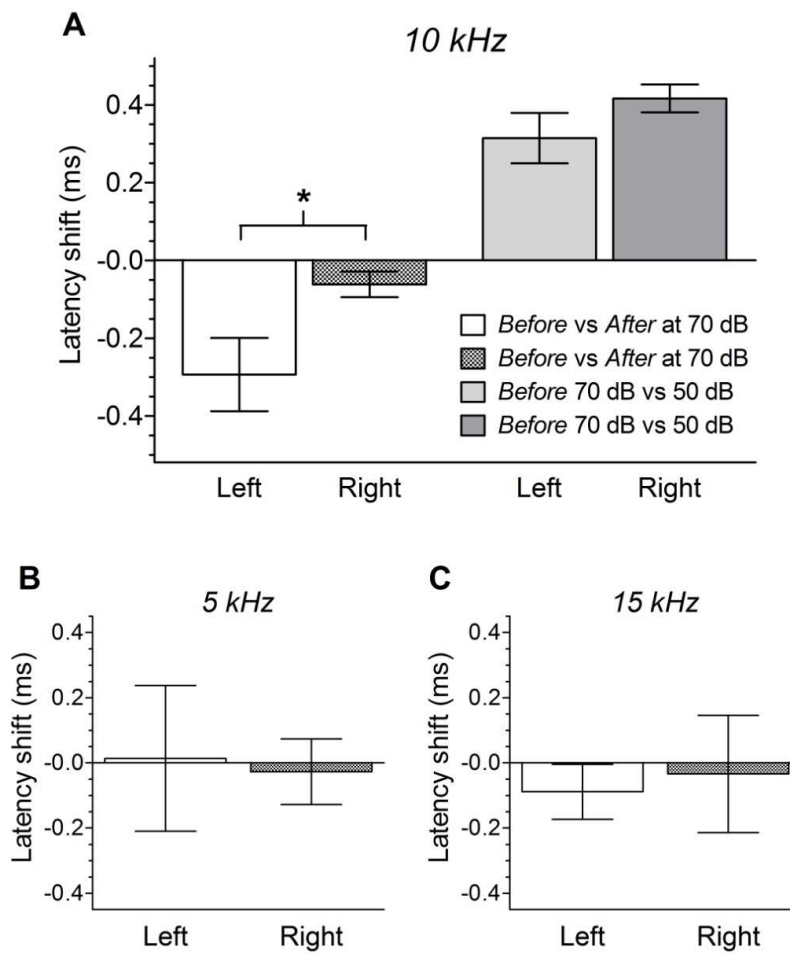 A
10 kHz
Latency shift (ms)
0.4
0.2
-0.0
-0.2
-0.4
*
Before vs After at 70 dB
Before vs After at 70 dB
Before 70 dB vs 50 dB
Before 70 dB vs 50 dB
Left Right Left Right
B
5 kHz
Latency shift (ms)
0.4
0.2
-0.0
-0.2
-0.4
Left Right
C
15 kHz
Latency shift (ms)
0.4
0.2
-0.0
-0.2
-0.4
Left Right